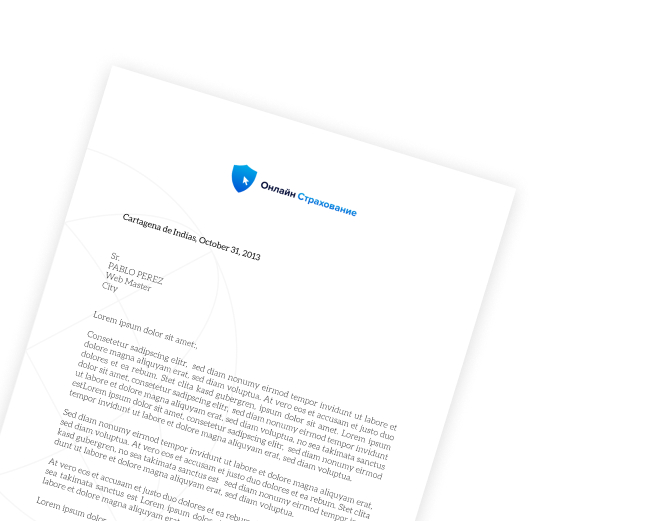 Онлайн Страхование
Cartagena de Indias, October 31, 2013
Sr.
PABLO PEREZ
Web Master
City
Lorem ipsum dolor sit amet:.
Consetetur sadipscing elitr, sed diam nonumy eirmod tempor invidunt ut labore et
dolore magna aliquyam erat, sed diam voluptua. At vero eos et accusam et justo duo
dolores et ea rebum. Stet clita kasd gubergren, ipsum dolor sit amet. Lorem ipsum
dolor sit amet, consetetur sadipscing elitr, sed diam nonumy eirmod tempor invidunt
ut labore et dolore magna aliquyam erat, sed diam voluptua, no sea takimata sanctus
estLorem ipsum dolor sit amet, consetetur sadipscing elitr, sed diam nonumy eirmod
tempor invidunt ut labore et dolore magna aliquyam erat, sed diam voluptua.
Sed diam nonumy eirmod tempor invidunt ut labore et dolore magna aliquyam erat,
sed diam voluptua. At vero eos et accusam et justo duo dolores et ea rebum. Stet clita
kasd gubergren, no sea takimata sanctus est sed diam nonumy eirmod tempor
dunt ut labore et dolore magna aliquyam erat, sed diam voluptua.
At vero eos et accusam et justo duo dolores et ea rebum
sea takimata sanctus est Lorem ipsum dolor
labore et dolore magna aliquyam erat
Lorem ipsum dolor